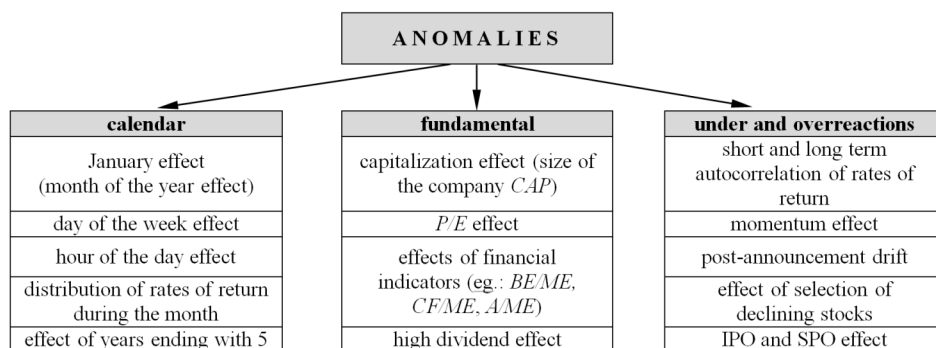 ANOMALIES
calendar
January effect
(month of the year effect)
day of the week effect
hour of the day effect
distribution of rates of return
during the month
effect of years ending with 5
fundamental
capitalization effect (size of
the company CAP)
P/E effect
effects of financial
indicators (eg.: BE/ME,
CF/ME, A/ME)
high dividend effect
under and overreactions
short and long term
autocorrelation of rates of
return
momentum effect
post-announcement drift
effect of selection of
declining stocks
IPO and SPO effect